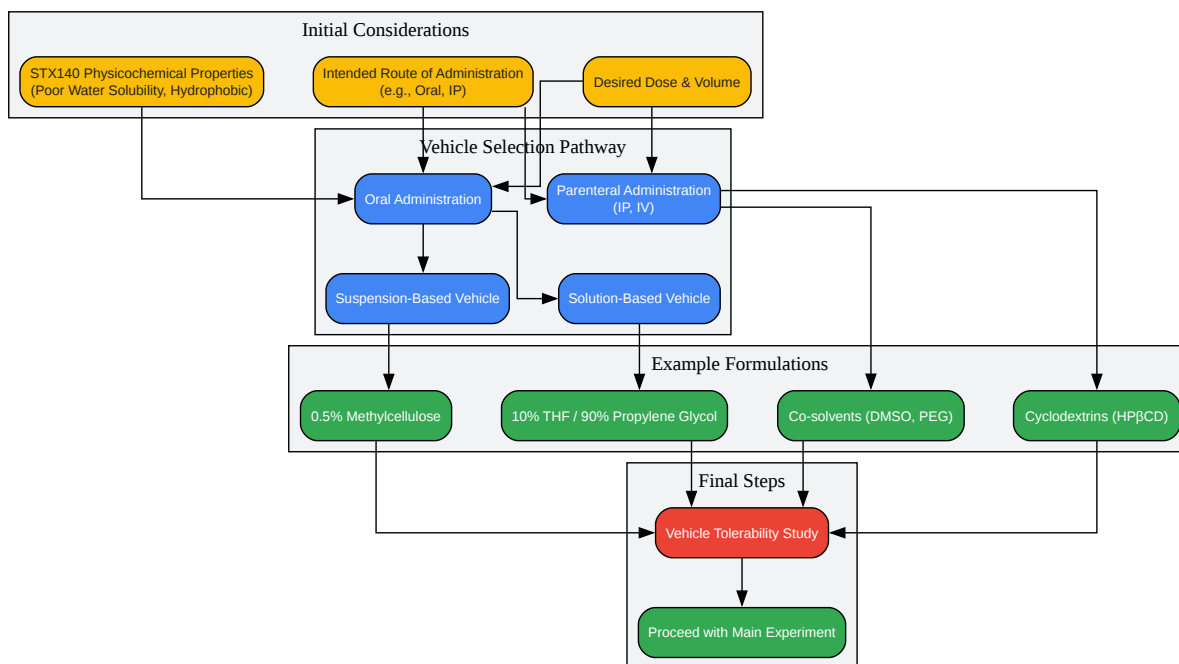 Initial Considerations
STX140 Physicochemical Properties
(Poor Water Solubility, Hydrophobic)
Intended Route of Administration
(e.g., Oral, IP)
Desired Dose & Volume
Vehicle Selection Pathway
Oral Administration
Parenteral Administration
(IP, IV)
Suspension-Based Vehicle
Solution-Based Vehicle
Example Formulations
0.5% Methylcellulose
10% THF / 90% Propylene Glycol
Co-solvents (DMSO, PEG)
Cyclodextrins (HPβCD)
Final Steps
Vehicle Tolerability Study
Proceed with Main Experiment